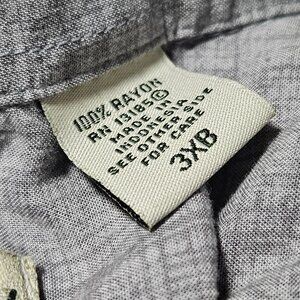 100% RAYON
RN 13185©
MADE IN
INDONESIA
SEE OTHER SIDE
FOR CARE
3XB